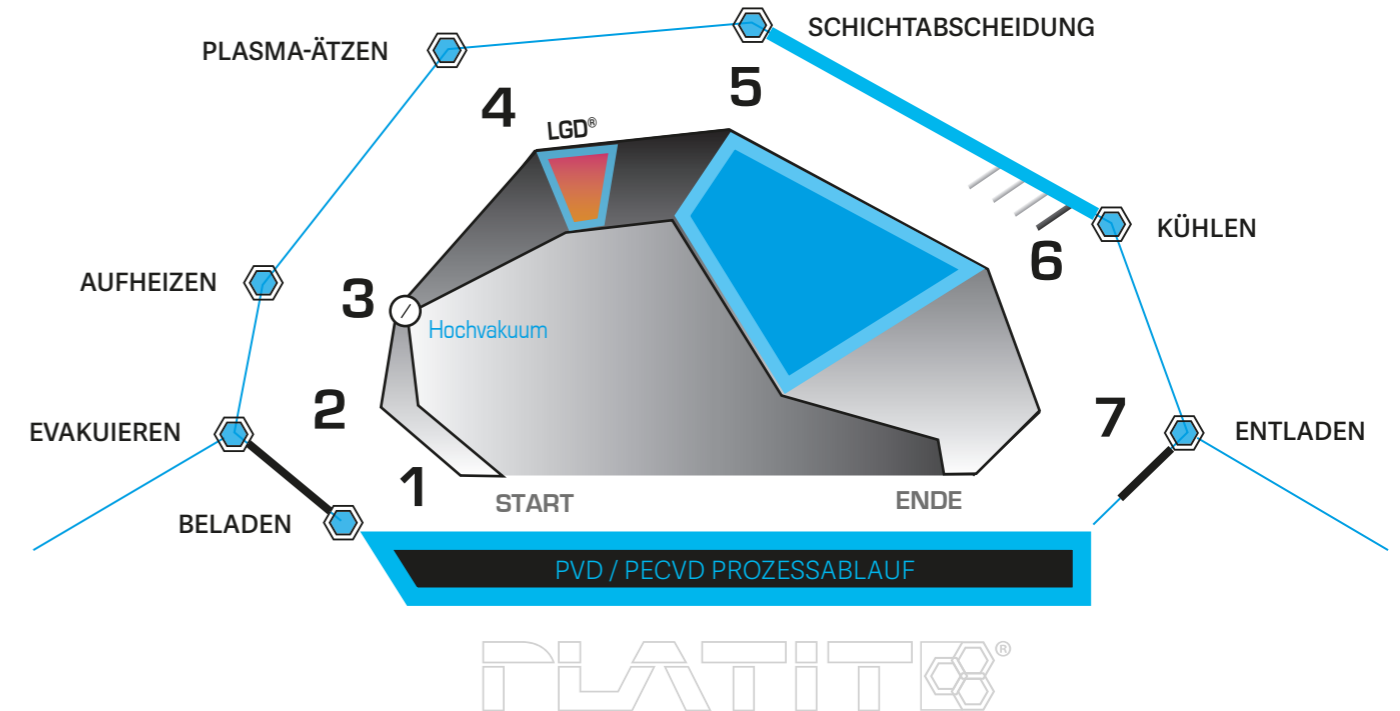 SCHICHTABSCHEIDUNG
PLASMA-ÄTZEN
5
4
LGD®
KÜHLEN
6
AUFHEIZEN
3
Hochvakuum
2
7
EVAKUIEREN
ENTLADEN
1
START
ENDE
BELADEN
PVD / PECVD PROZESSABLAUF
PLATIT®